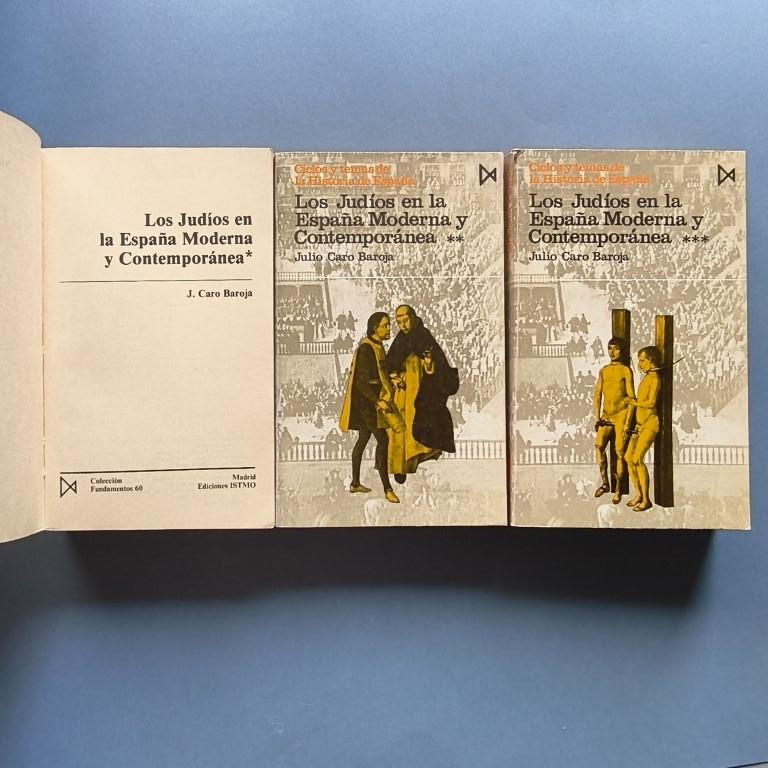 Los Judíos en
la España Moderna
y Contemporánea*
J. Caro Baroja
Colección
Fundamentos 60
Madrid
Ediciones ISTMO
Ciclos y temas de
la Historia de España
Los Judíos en la
España Moderna y
Contemporánea **
Julio Caro Baroja
Ciclos y temas de
la Historia de España
Los Judíos en la
España Moderna y
Contemporánea ***
Julio Caro Baroja